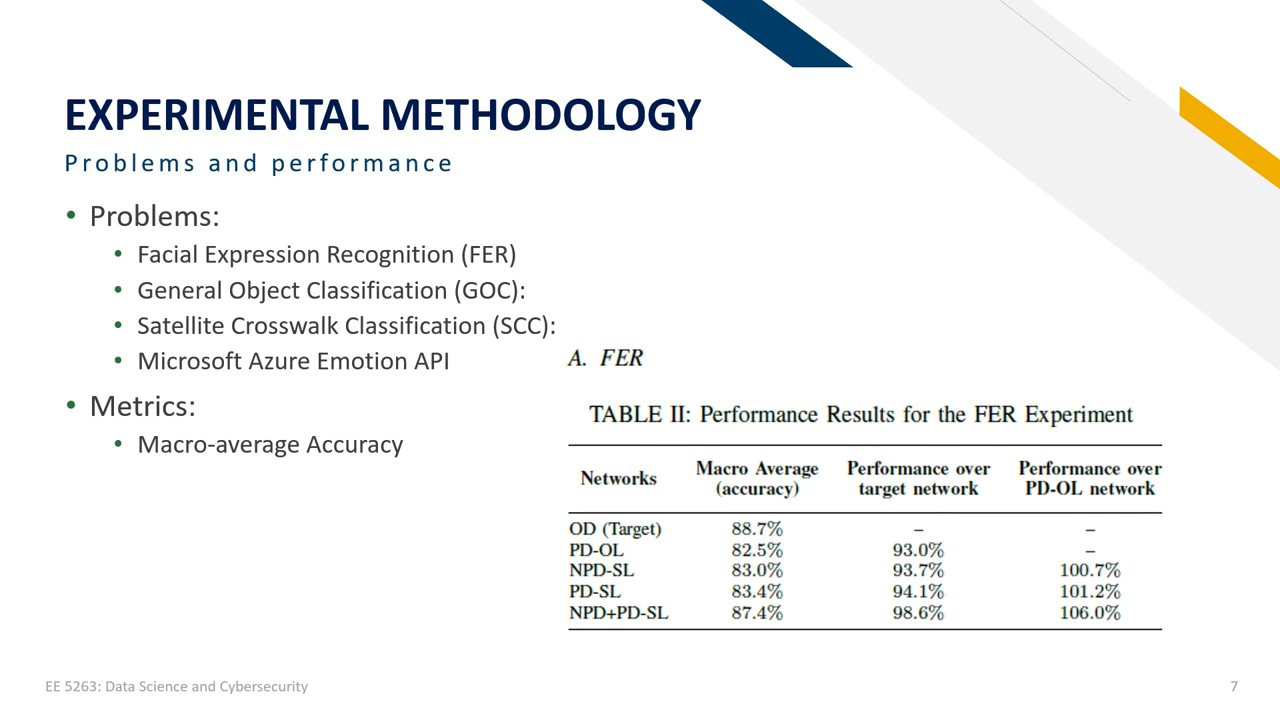 EXPERIMENTAL METHODOLOGY
Problems and performance
• Problems:
• Facial Expression Recognition (FER)
• General Object Classification (GOC):
• Satellite Crosswalk Classification (SCC):
• Microsoft Azure Emotion API
• Metrics:
• Macro-average Accuracy
A. FER
TABLE II: Performance Results for the FER Experiment
Networks Macro Average (accuracy) Performance over target network Performance over PD-OL network
OD (Target) 88.7% – –
PD-OL 82.5% 93.0% –
NPD-SL 83.0% 93.7% 100.7%
PD-SL 83.4% 94.1% 101.2%
NPD+PD-SL 87.4% 98.6% 106.0%
EE 5263: Data Science and Cybersecurity
7